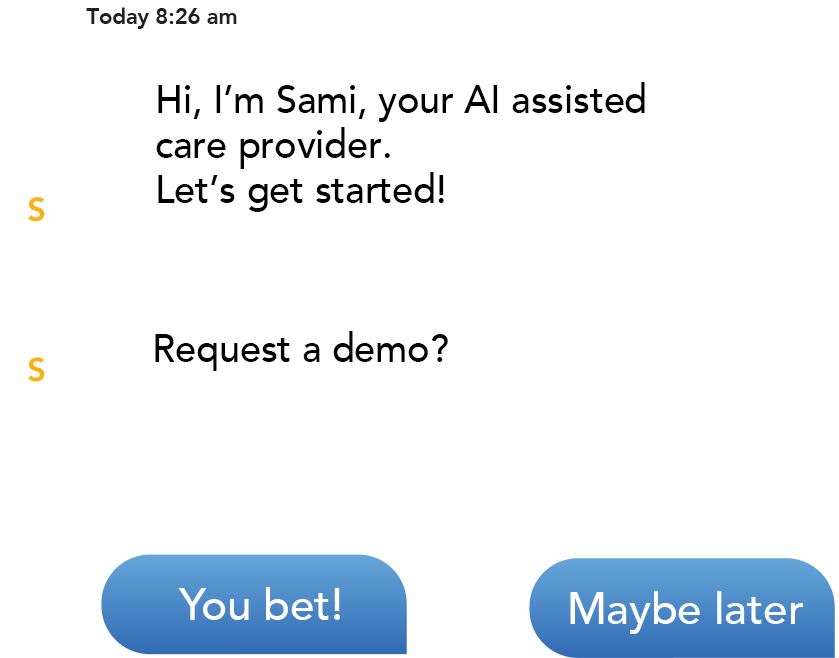 Today 8:26 am
Hi, I’m Sami, your AI assisted
care provider.
Let’s get started!
S
Request a demo?
S
You bet!
Maybe later